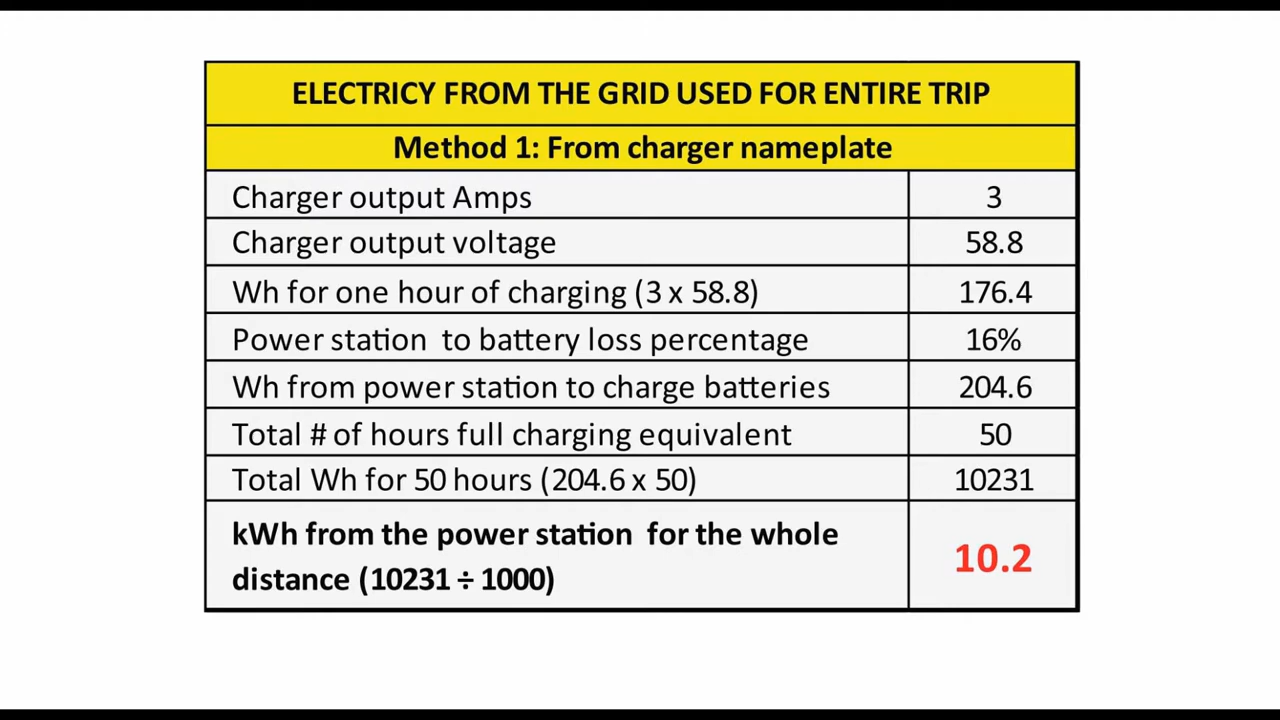 ELECTRICY FROM THE GRID USED FOR ENTIRE TRIP
Method 1: From charger nameplate
Charger output Amps 3
Charger output voltage 58.8
Wh for one hour of charging (3 x 58.8) 176.4
Power station to battery loss percentage 16%
Wh from power station to charge batteries 204.6
Total # of hours full charging equivalent 50
Total Wh for 50 hours (204.6 x 50) 10231
kWh from the power station for the whole
distance (10231 ÷ 1000) 10.2